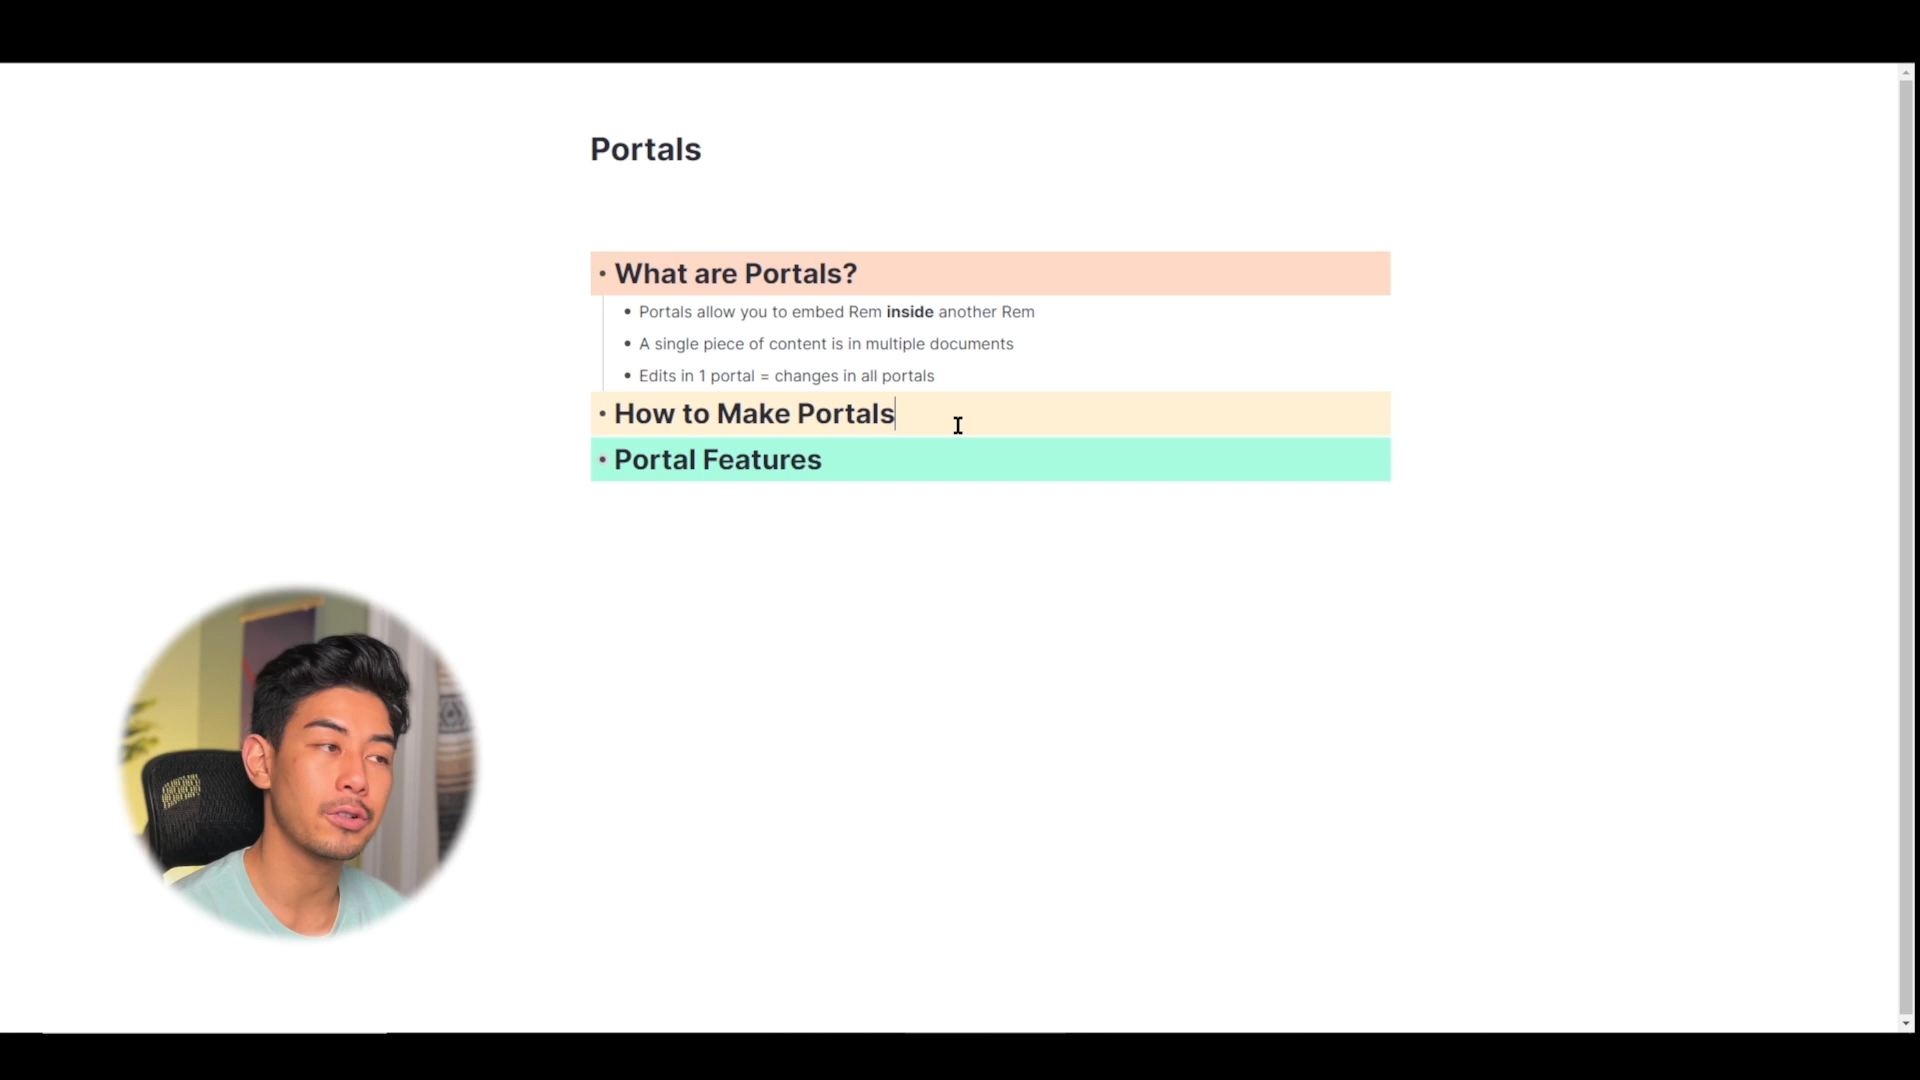 Portals
What are Portals?
Portals allow you to embed Rem inside another Rem
A single piece of content is in multiple documents
Edits in 1 portal = changes in all portals
How to Make Portals
Portal Features